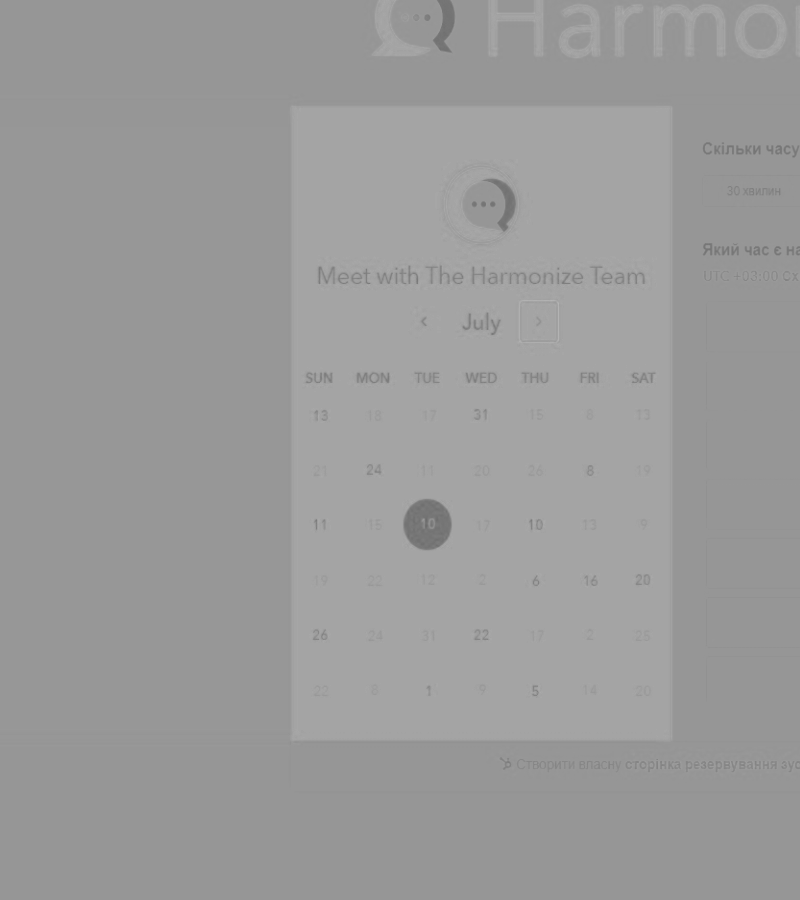 Harmo
Meet with The Harmonize Team
‹ July ›
SUN MON TUE WED THU FRI SAT
13 18 17 31 15 8 13
21 24 11 20 26 8 19
11 15 10 17 10 13 9
19 22 12 2 6 16 20
26 24 31 22 17 2 25
22 8 1 9 5 14 20
Скільки часу
30 хвилин
Який час є на
UTC +03:00 Сх
Створити власну сторінка резервування зус